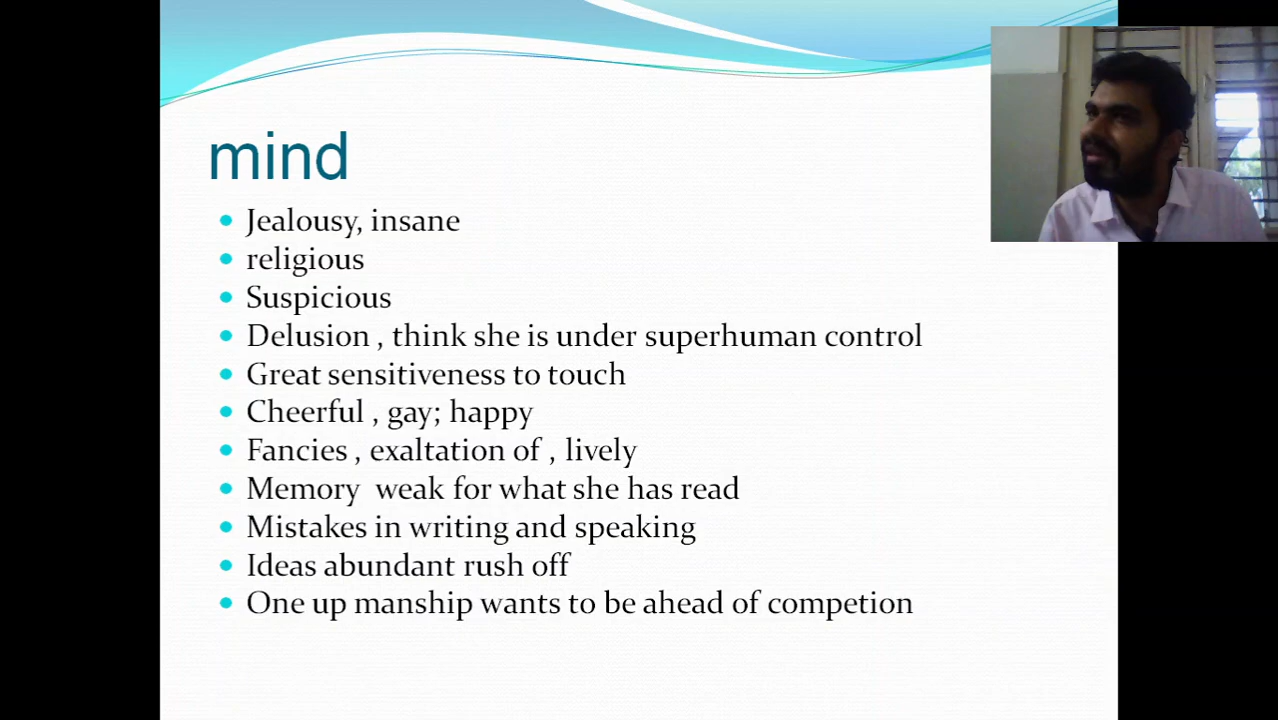 mind
Jealousy, insane
religious
Suspicious
Delusion , think she is under superhuman control
Great sensitiveness to touch
Cheerful , gay; happy
Fancies , exaltation of , lively
Memory  weak for what she has read
Mistakes in writing and speaking
Ideas abundant rush off
One up manship wants to be ahead of competion